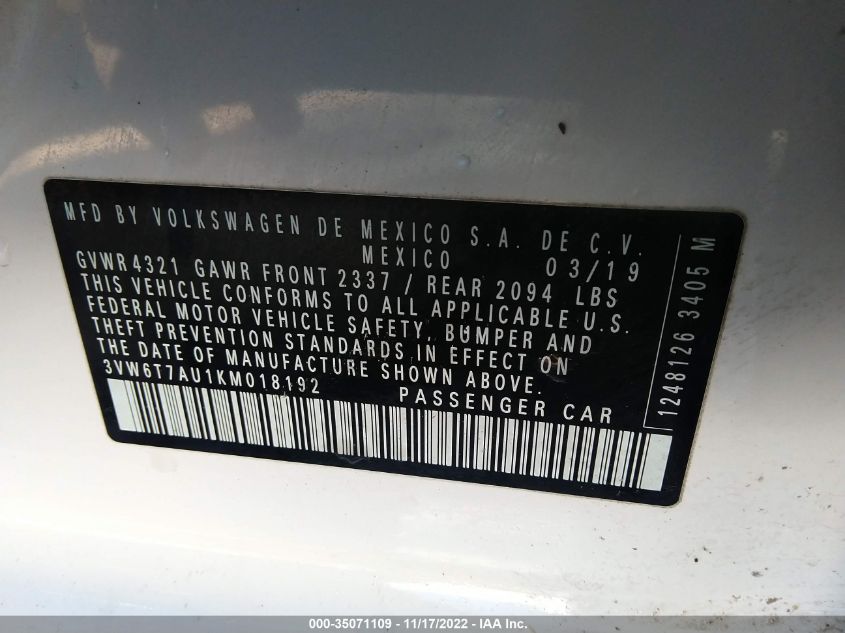 MFD BY VOLKSWAGEN DE MEXICO S.A. DE C.V.
MEXICO 03/19
GVWR4321 GAWR FRONT 2337 / REAR 2094 LBS
THIS VEHICLE CONFORMS TO ALL APPLICABLE U.S.
FEDERAL MOTOR VEHICLE SAFETY, BUMPER AND
THEFT PREVENTION STANDARDS IN EFFECT ON
THE DATE OF MANUFACTURE SHOWN ABOVE.
3VW6T7AU1KM018192 PASSENGER CAR
1248126 3405 M
000-35071109 - 11/17/2022 - IAA Inc.